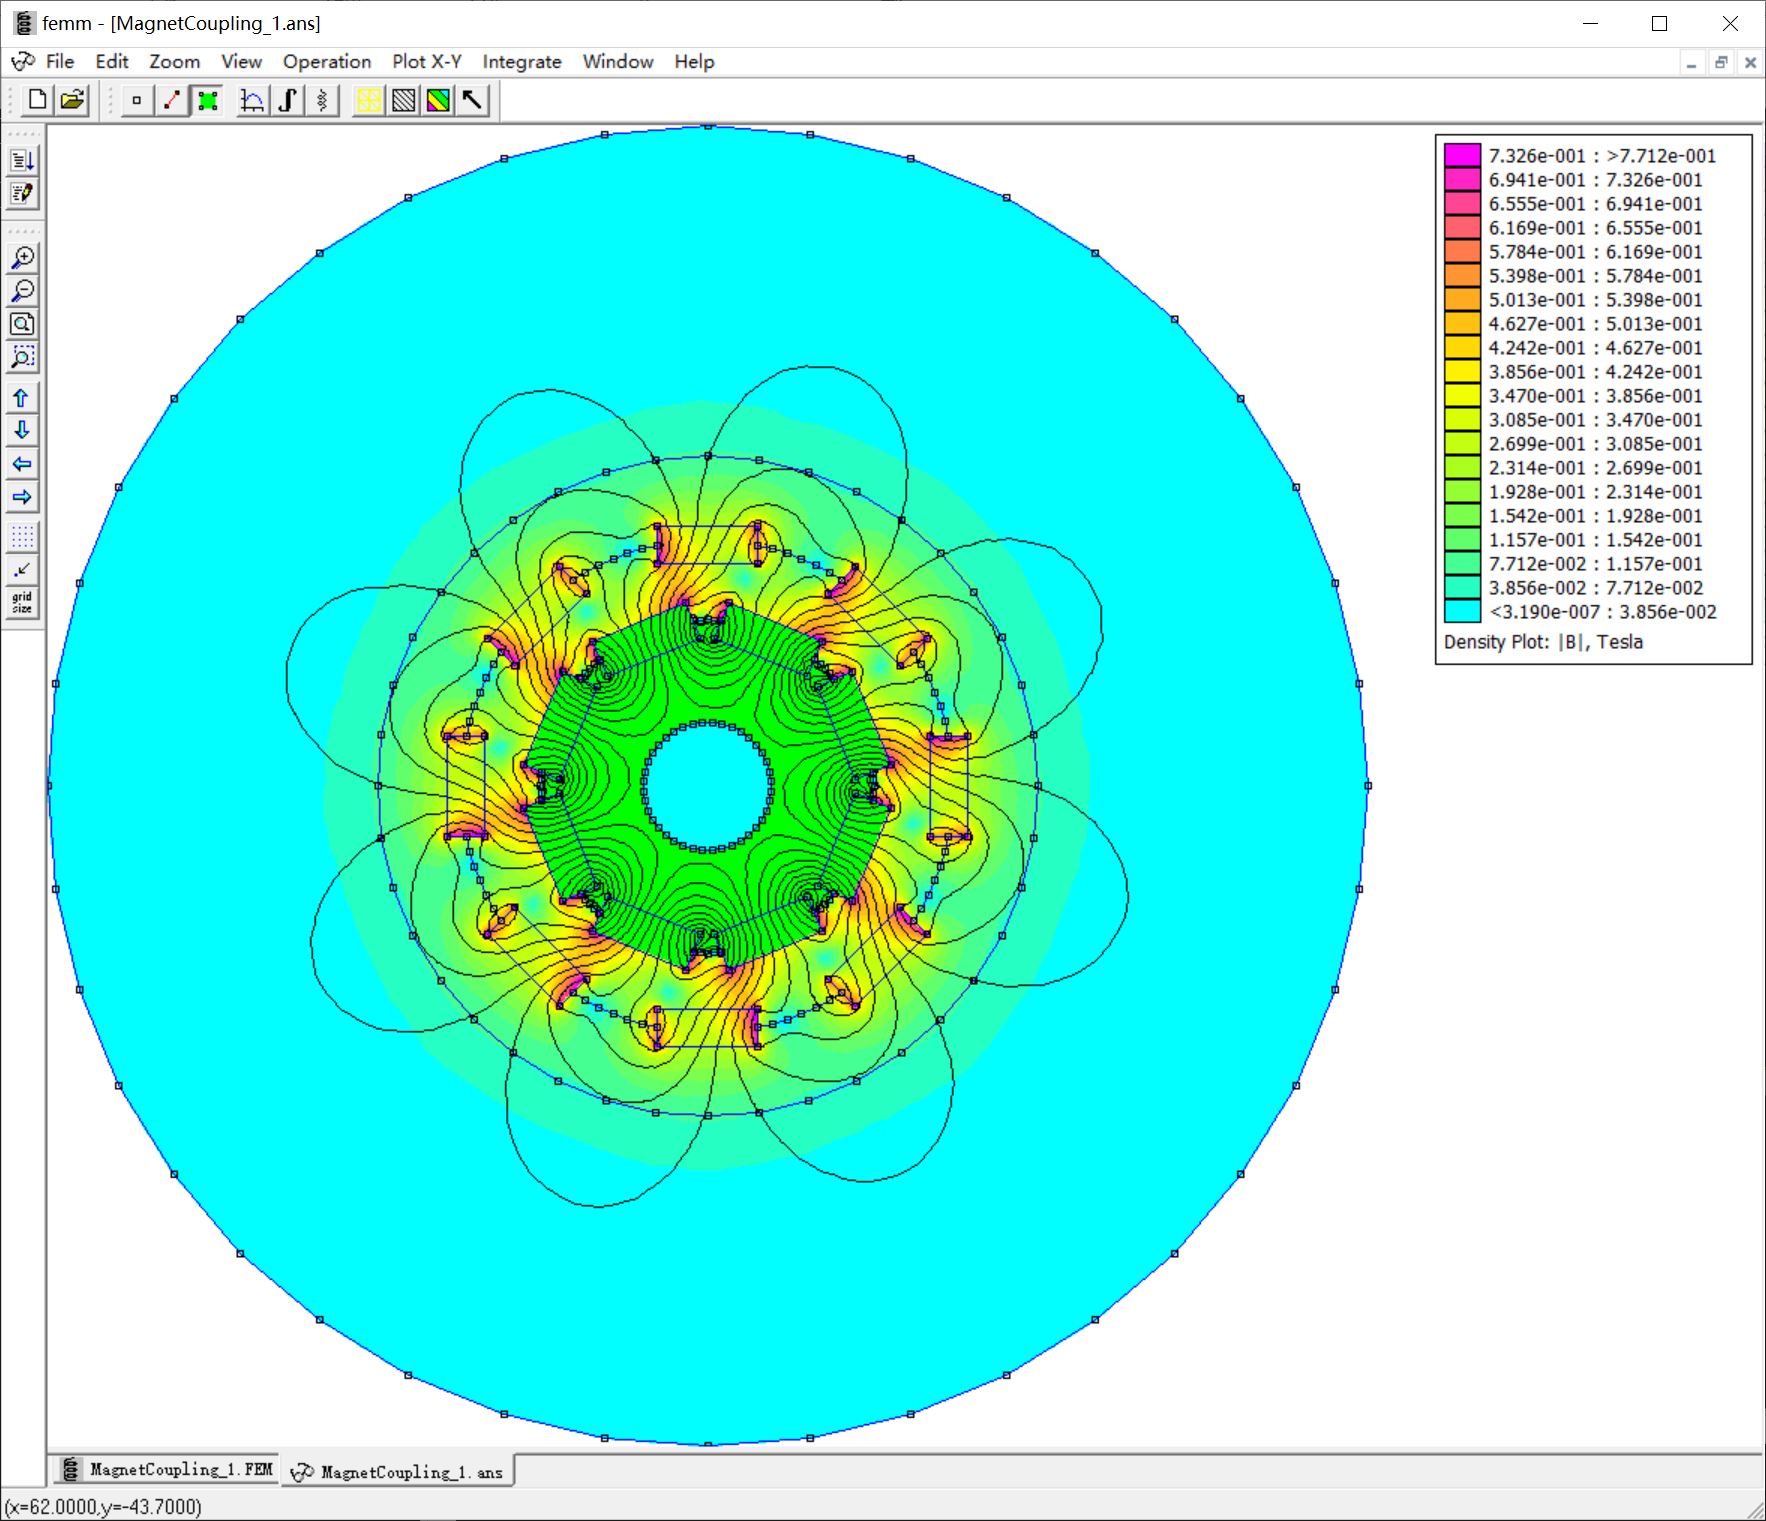 femm - [MagnetCoupling_1.ans]
File Edit Zoom View Operation Plot X-Y Integrate Window Help
grid
size
7.326e-001 : >7.712e-001
6.941e-001 : 7.326e-001
6.555e-001 : 6.941e-001
6.169e-001 : 6.555e-001
5.784e-001 : 6.169e-001
5.398e-001 : 5.784e-001
5.013e-001 : 5.398e-001
4.627e-001 : 5.013e-001
4.242e-001 : 4.627e-001
3.856e-001 : 4.242e-001
3.470e-001 : 3.856e-001
3.085e-001 : 3.470e-001
2.699e-001 : 3.085e-001
2.314e-001 : 2.699e-001
1.928e-001 : 2.314e-001
1.542e-001 : 1.928e-001
1.157e-001 : 1.542e-001
7.712e-002 : 1.157e-001
3.856e-002 : 7.712e-002
<3.190e-007 : 3.856e-002
Density Plot: |B|, Tesla
MagnetCoupling_1.FEM MagnetCoupling_1.ans
(x=62.0000,y=-43.7000)